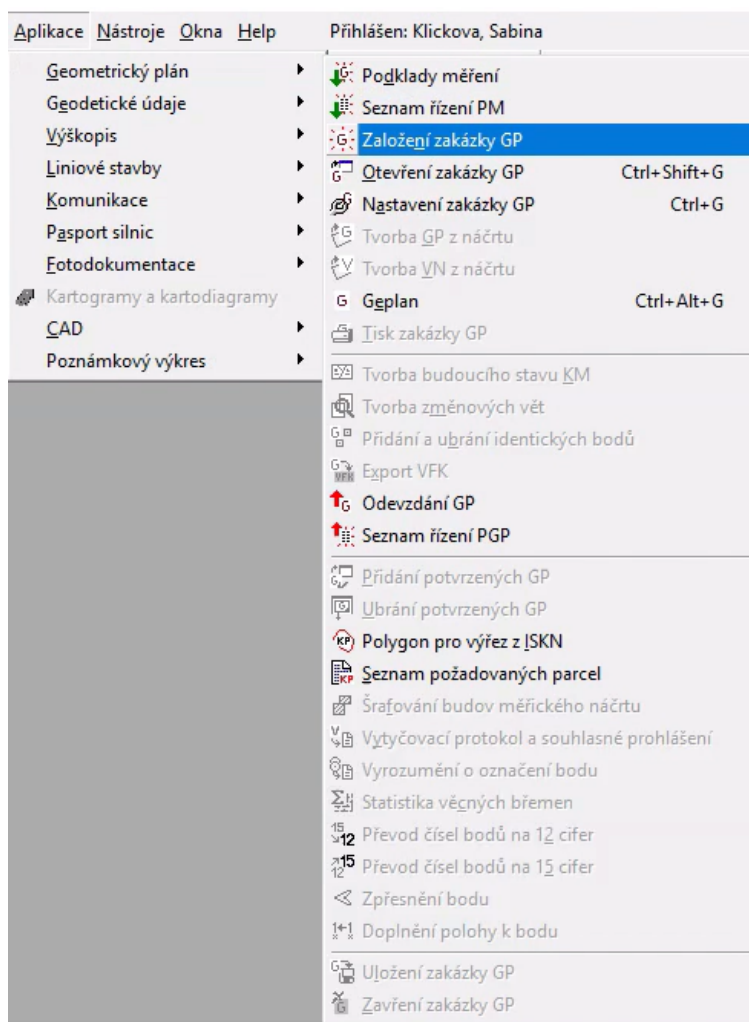 Aplikace Nástroje Okna Help Přihlášen: Klickova, Sabina
Geometrický plán
Geodetické údaje
Výškopis
Liniové stavby
Komunikace
Pasport silnic
Fotodokumentace
Kartogramy a kartodiagramy
CAD
Poznámkový výkres
Podklady měření
Seznam řízení PM
Založení zakázky GP
Otevření zakázky GP Ctrl+Shift+G
Nastavení zakázky GP Ctrl+G
Tvorba GP z náčrtu
Tvorba VN z náčrtu
Geplan Ctrl+Alt+G
Tisk zakázky GP
Tvorba budoucího stavu KM
Tvorba změnových vět
Přidání a ubrání identických bodů
Export VFK
Odevzdání GP
Seznam řízení PGP
Přidání potvrzených GP
Ubrání potvrzených GP
Polygon pro výřez z ISKN
Seznam požadovaných parcel
Šrafování budov měřického náčrtu
Vytyčovací protokol a souhlasné prohlášení
Vyrozumění o označení bodu
Statistika věcných břemen
Převod čísel bodů na 12 cifer
Převod čísel bodů na 15 cifer
Zpřesnění bodu
Doplnění polohy k bodu
Uložení zakázky GP
Zavření zakázky GP